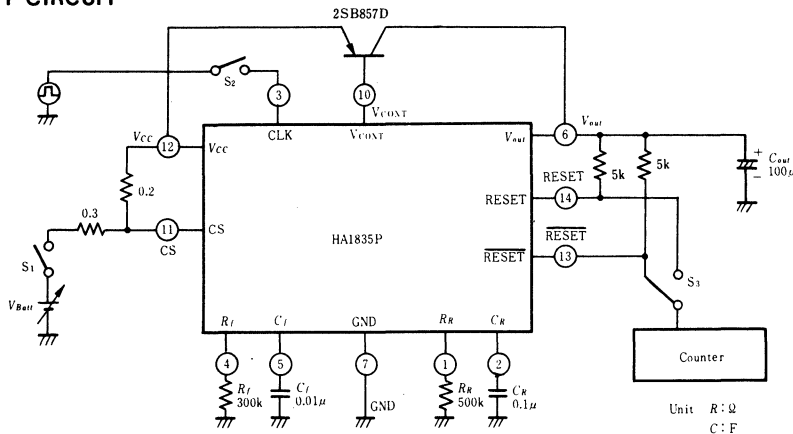 T CIRCUIT
2SB857D
S2
3
10
VCONT
CLK
VCONT
Vcc
12
Vcc
Vout
6
Vout
0.2
5k
5k
+
−
Cout
100μ
RESET
RESET
14
0.3
11
CS
CS
HA1835P
RESET
RESET
13
S1
S3
VBatt
Rf
Cf
GND
RR
CR
4
5
7
1
2
Rf
300k
Cf
0.01μ
GND
RR
500k
CR
0.1μ
Counter
Unit R : Ω
C : F